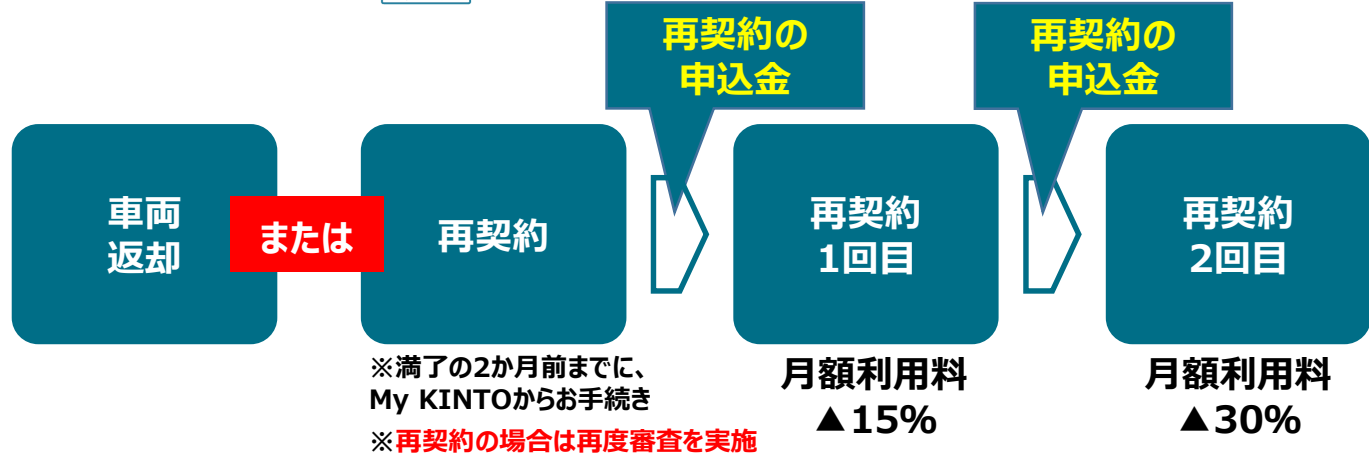 再契約の
申込金
再契約の
申込金
車両
返却
または
再契約
再契約
1回目
再契約
2回目
※満了の2か月前までに、
My KINTOからお手続き
※再契約の場合は再度審査を実施
月額利用料
▲15%
月額利用料
▲30%